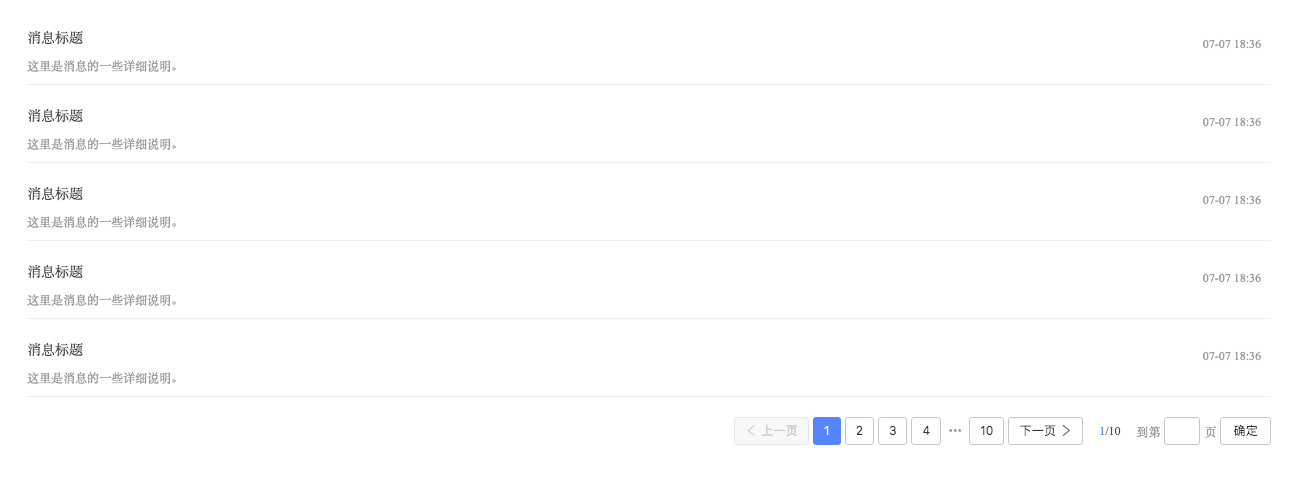 消息标题
07-07 18:36
这里是消息的一些详细说明。
消息标题
07-07 18:36
这里是消息的一些详细说明。
消息标题
07-07 18:36
这里是消息的一些详细说明。
消息标题
07-07 18:36
这里是消息的一些详细说明。
消息标题
07-07 18:36
这里是消息的一些详细说明。
上一页 1 2 3 4 ••• 10 下一页 1/10 到第 页 确定